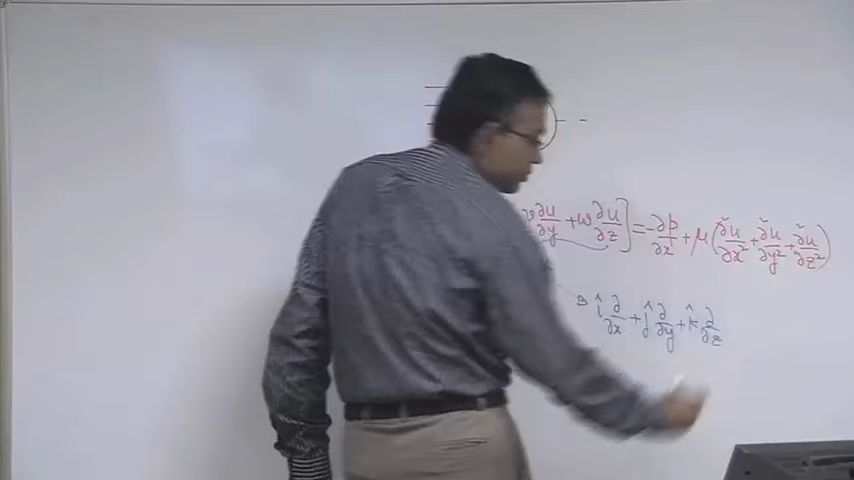 v ∂u/∂y + w ∂u/∂z ] = -∂p/∂x + μ ( ∂²u/∂x² + ∂²u/∂y² + ∂²u/∂z² )
î ∂/∂x + ĵ ∂/∂y + k̂ ∂/∂z